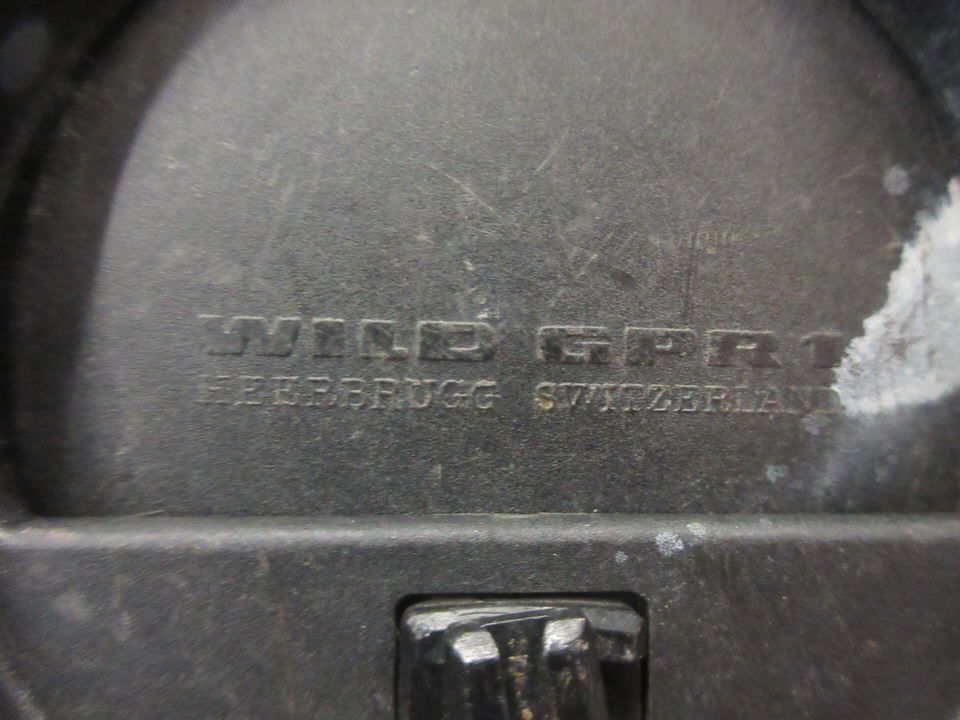 WILD GPR1
HEERBRUGG SWITZERLAND